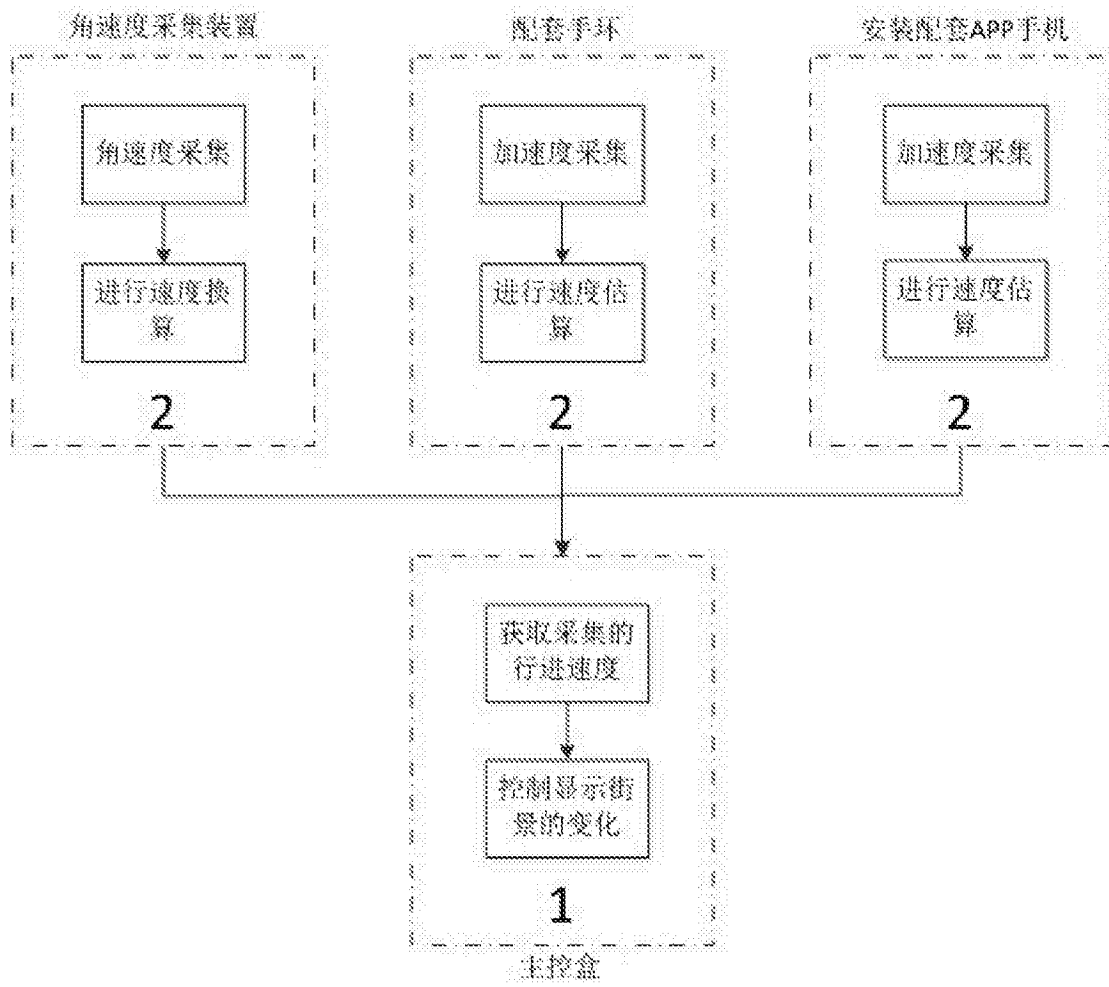 角速度采集装置
配套手环
安装配套APP手机
角速度采集
加速度采集
加速度采集
进行速度换
算
进行速度估
算
进行速度估
算
2
2
2
获取采集的
行进速度
控制显示街
景的变化
1
主控盒